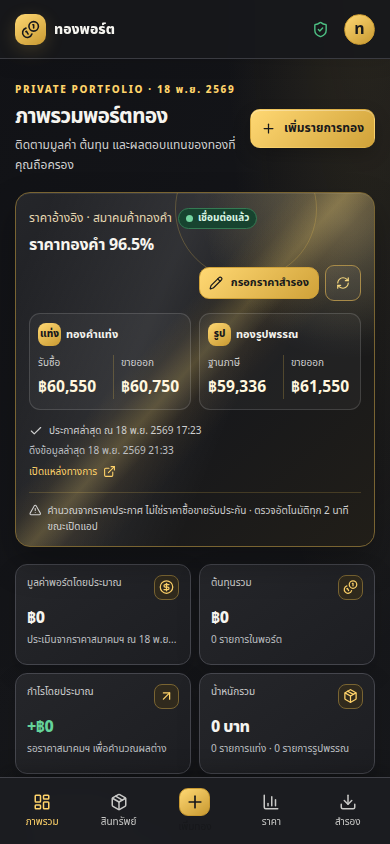 ทองพอร์ต
ก
PRIVATE PORTFOLIO · 18 พ.ย. 2569
ภาพรวมพอร์ตทอง
ติดตามมูลค่า ต้นทุน และผลตอบแทนของทองที่
คุณถือครอง
เพิ่มรายการทอง
ราคาอ้างอิง · สมาคมค้าทองคำ
เชื่อมต่อแล้ว
ราคาทองคำ 96.5%
กรอกราคาสำรอง
แท่ง ทองคำแท่ง
รับซื้อ ขายออก
฿60,550 ฿60,750
รูป ทองรูปพรรณ
ฐานภาษี ขายออก
฿59,336 ฿61,550
ประกาศล่าสุด ณ 18 พ.ย. 2569 17:23
ดึงข้อมูลล่าสุด 18 พ.ย. 2569 21:33
เปิดแหล่งทางการ
คำนวณจากราคาประกาศ ไม่ใช่ราคาซื้อขายรับประกัน · ตรวจอัตโนมัติทุก 2 นาที
ขณะเปิดแอป
มูลค่าพอร์ตโดยประมาณ
฿0
ประเมินจากราคาสมาคมฯ ณ 18 พ.ย...
ต้นทุนรวม
฿0
0 รายการในพอร์ต
กำไรโดยประมาณ
+฿0
รอราคาสมาคมฯ เพื่อคำนวณผลต่าง
น้ำหนักรวม
0 บาท
0 รายการแท่ง · 0 รายการรูปพรรณ
ภาพรวม สินทรัพย์ ราคา สำรอง